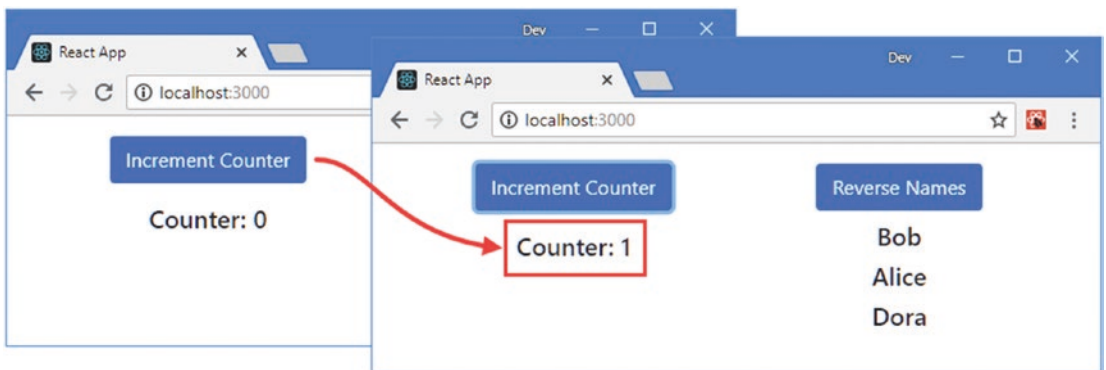 Dev
React App
localhost:3000
Increment Counter
Counter: 0
Dev
React App
localhost:3000
Increment Counter
Reverse Names
Counter: 1
Bob
Alice
Dora